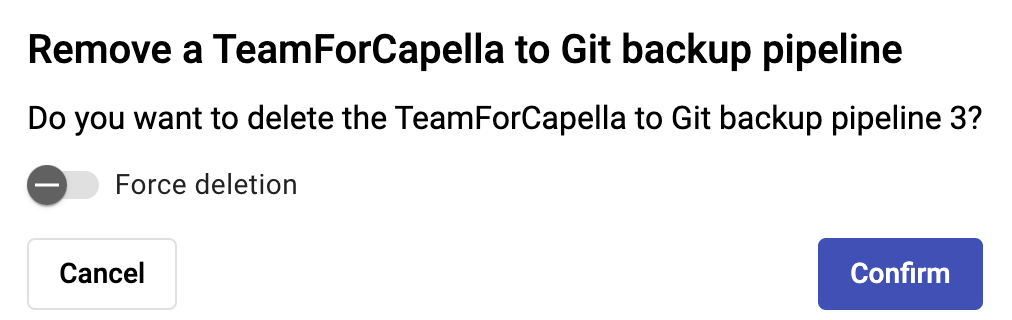 Remove a TeamForCapella to Git backup pipeline
Do you want to delete the TeamForCapella to Git backup pipeline 3?
Force deletion
Cancel
Confirm